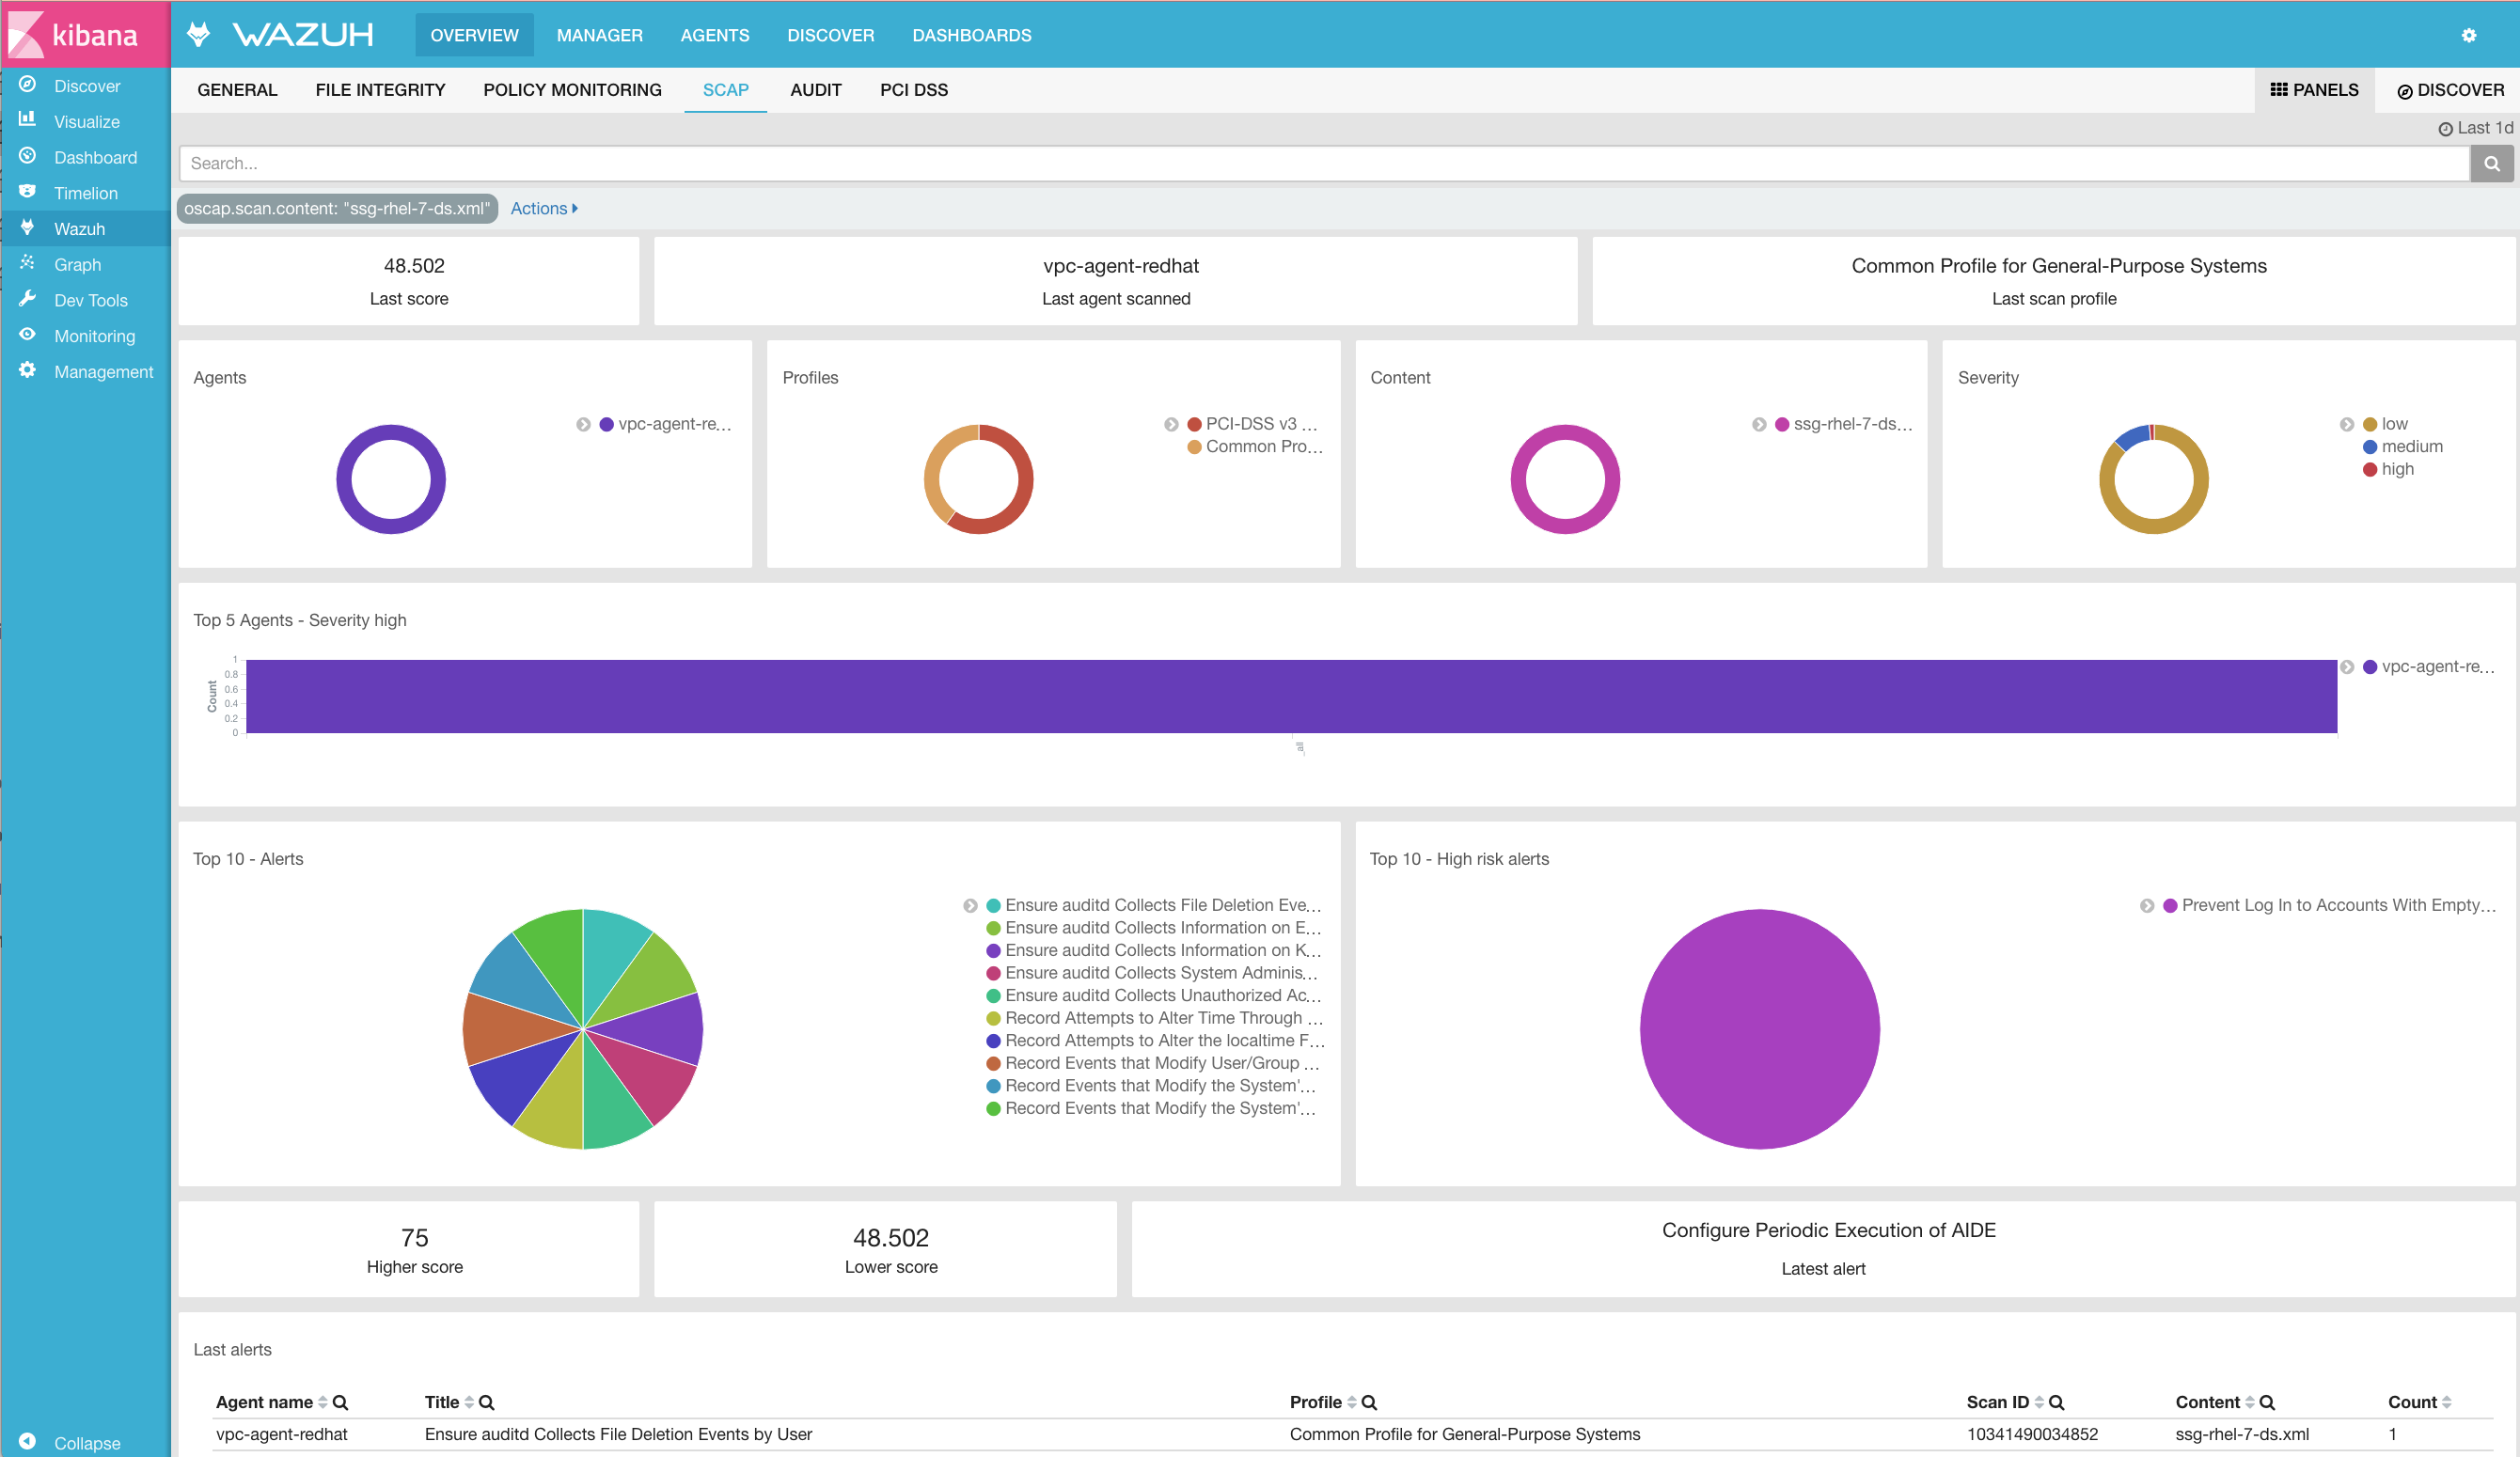 kibana
WAZUH
OVERVIEW MANAGER AGENTS DISCOVER DASHBOARDS
Discover
Visualize
Dashboard
Timelion
Wazuh
Graph
Dev Tools
Monitoring
Management
Collapse
GENERAL FILE INTEGRITY POLICY MONITORING SCAP AUDIT PCI DSS
PANELS DISCOVER
Last 1d
Search...
oscap.scan.content: "ssg-rhel-7-ds.xml" Actions
48.502
Last score
vpc-agent-redhat
Last agent scanned
Common Profile for General-Purpose Systems
Last scan profile
Agents
vpc-agent-re...
Profiles
PCI-DSS v3 ...
Common Pro...
Content
ssg-rhel-7-ds...
Severity
low
medium
high
Top 5 Agents - Severity high
Count
1
0.8
0.6
0.4
0.2
0
_all
vpc-agent-re...
Top 10 - Alerts
Ensure auditd Collects File Deletion Eve...
Ensure auditd Collects Information on E...
Ensure auditd Collects Information on K...
Ensure auditd Collects System Adminis...
Ensure auditd Collects Unauthorized Ac...
Record Attempts to Alter Time Through ...
Record Attempts to Alter the localtime F...
Record Events that Modify User/Group ...
Record Events that Modify the System'...
Record Events that Modify the System'...
Top 10 - High risk alerts
Prevent Log In to Accounts With Empty...
75
Higher score
48.502
Lower score
Configure Periodic Execution of AIDE
Latest alert
Last alerts
Agent name Title Profile Scan ID Content Count
vpc-agent-redhat Ensure auditd Collects File Deletion Events by User Common Profile for General-Purpose Systems 10341490034852 ssg-rhel-7-ds.xml 1